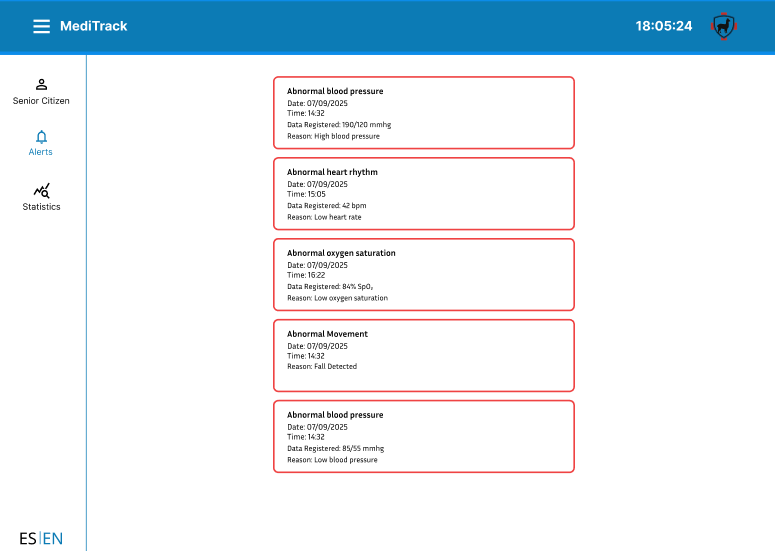 MediTrack
18:05:24
Senior Citizen
Alerts
Statistics
Abnormal blood pressure
Date: 07/09/2025
Time: 14:32
Data Registered: 190/120 mmhg
Reason: High blood pressure
Abnormal heart rhythm
Date: 07/09/2025
Time: 15:05
Data Registered: 42 bpm
Reason: Low heart rate
Abnormal oxygen saturation
Date: 07/09/2025
Time: 16:22
Data Registered: 84% SpO₂
Reason: Low oxygen saturation
Abnormal Movement
Date: 07/09/2025
Time: 14:32
Reason: Fall Detected
Abnormal blood pressure
Date: 07/09/2025
Time: 14:32
Data Registered: 85/55 mmhg
Reason: Low blood pressure
ES|EN